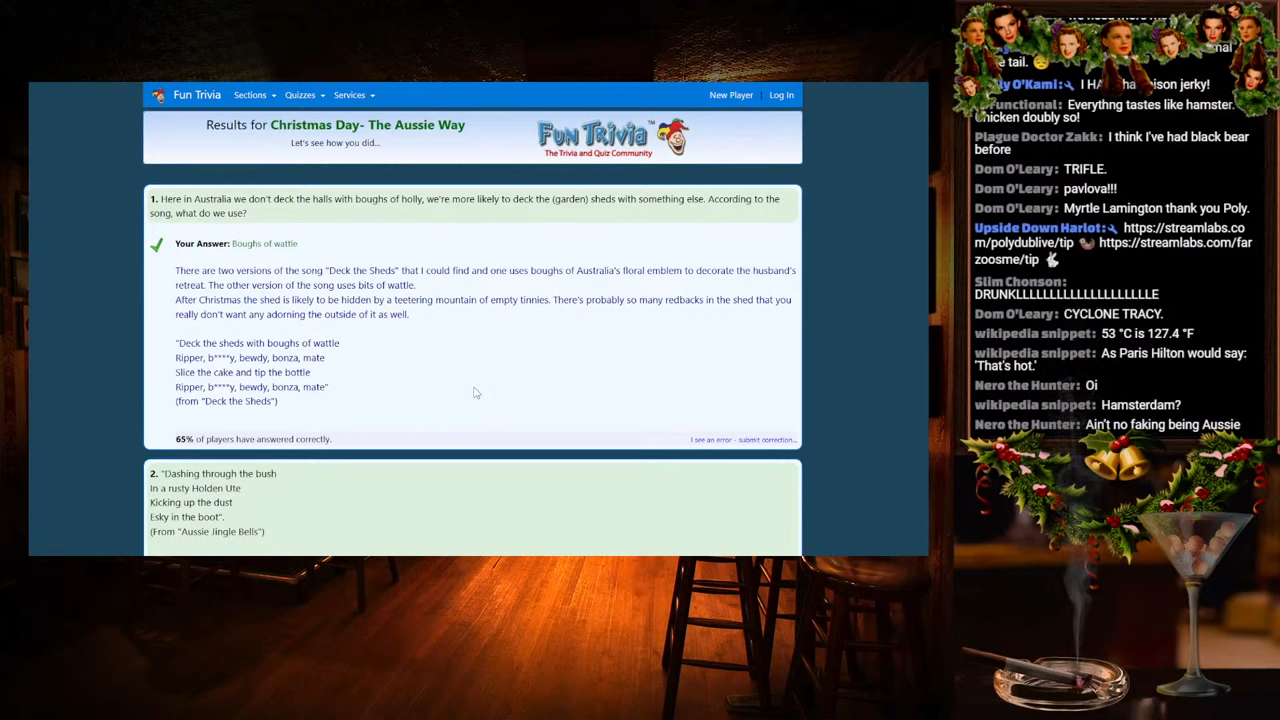 Fun Trivia Sections Quizzes Services New Player | Log In
Results for Christmas Day- The Aussie Way
Let's see how you did...
FUN TRIVIA
The Trivia and Quiz Community
1. Here in Australia we don't deck the halls with boughs of holly, we're more likely to deck the (garden) sheds with something else. According to the
song, what do we use?
Your Answer: Boughs of wattle
There are two versions of the song "Deck the Sheds" that I could find and one uses boughs of Australia's floral emblem to decorate the husband's
retreat. The other version of the song uses bits of wattle.
After Christmas the shed is likely to be hidden by a teetering mountain of empty tinnies. There's probably so many redbacks in the shed that you
really don't want any adorning the outside of it as well.
"Deck the sheds with boughs of wattle
Ripper, b****y, bewdy, bonza, mate
Slice the cake and tip the bottle
Ripper, b****y, bewdy, bonza, mate"
(from "Deck the Sheds")
65% of players have answered correctly.
I see an error - submit correction...
2. "Dashing through the bush
In a rusty Holden Ute
Kicking up the dust
Esky in the boot".
(From "Aussie Jingle Bells")
tail.
O'Kami: I jerky!
Everythng tastes like hamster.
Chicken doubly so!
Plague Doctor Zakk: I think I've had black bear
before
Dom O'Leary: TRIFLE.
Dom O'Leary: pavlova!!!
Dom O'Leary: Myrtle Lamington thank you Poly.
Upside Down Harlot: https://streamlabs.co
m/polydublive/tip https://streamlabs.com/far
zoosme/tip
Slim Chonson:
DRUNKLLLLLLLLLLLLLLLLLLLE
Dom O'Leary: CYCLONE TRACY.
wikipedia snippet: 53 °C is 127.4 °F
wikipedia snippet: As Paris Hilton would say:
'That's hot.'
Nero the Hunter: Oi
wikipedia snippet: Hamsterdam?
Nero the Hunter: Ain't no faking being Aussie